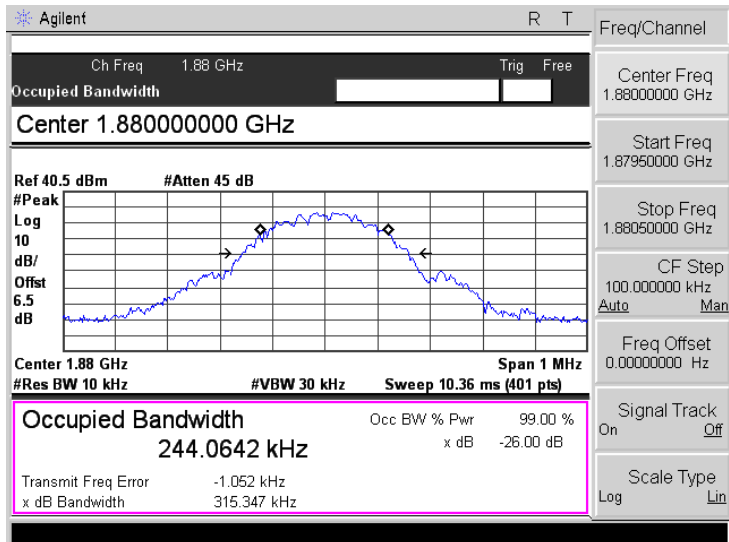 Agilent R T
Ch Freq 1.88 GHz Trig Free
Occupied Bandwidth
Center 1.880000000 GHz
Ref 40.5 dBm #Atten 45 dB
#Peak
Log
10
dB/
Offst
6.5
dB
Center 1.88 GHz Span 1 MHz
#Res BW 10 kHz #VBW 30 kHz Sweep 10.36 ms (401 pts)
Occupied Bandwidth Occ BW % Pwr 99.00 %
244.0642 kHz x dB -26.00 dB
Transmit Freq Error -1.052 kHz
x dB Bandwidth 315.347 kHz
Freq/Channel
Center Freq
1.88000000 GHz
Start Freq
1.87950000 GHz
Stop Freq
1.88050000 GHz
CF Step
100.000000 kHz
Auto Man
Freq Offset
0.00000000 Hz
Signal Track
On Off
Scale Type
Log Lin